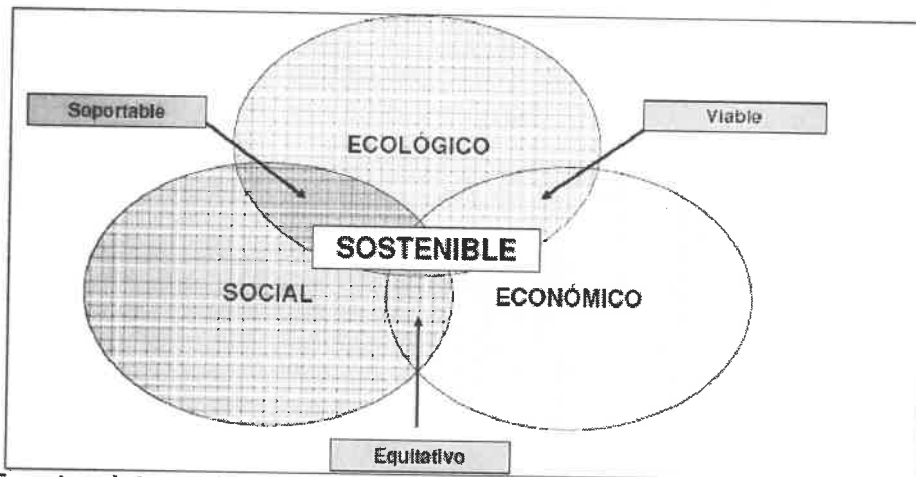 Soportable
Viable
ECOLÓGICO
SOSTENIBLE
SOCIAL
ECONÓMICO
Equitativo